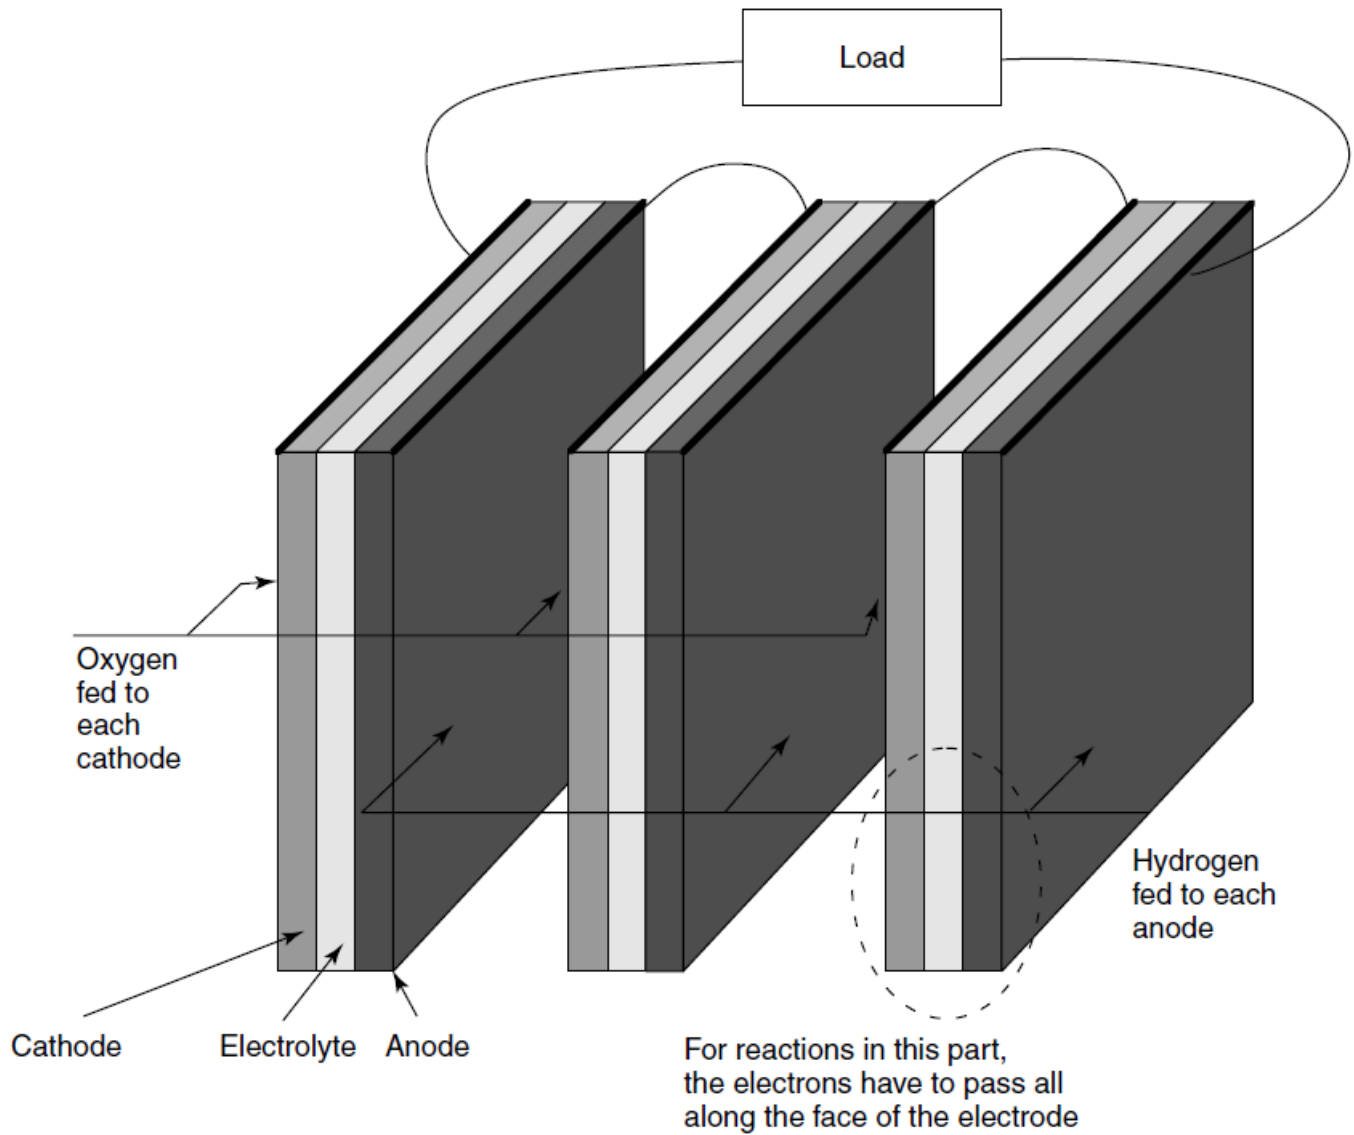 Load
Oxygen
fed to
each
cathode
Hydrogen
fed to each
anode
Cathode
Electrolyte
Anode
For reactions in this part,
the electrons have to pass all
along the face of the electrode